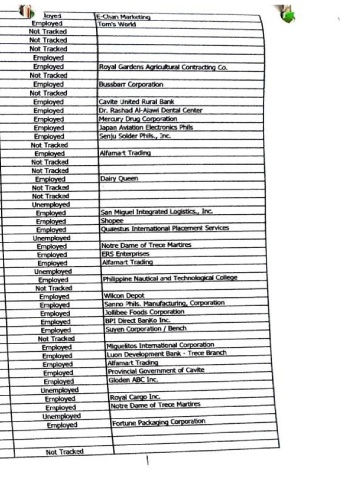 loyed E-Chan Marketing
Employed Tom's World
Not Tracked
Not Tracked
Not Tracked
Employed
Employed Royal Gardens Agricultural Contracting Co.
Not Tracked
Employed Bussbarr Corporation
Not Tracked
Employed Cavite United Rural Bank
Employed Dr. Rashad Al-Alawi Dental Center
Employed Mercury Drug Corporation
Employed Japan Aviation Electronics Phils
Employed Senju Solder Phils., Inc.
Not Tracked
Employed Alfamart Trading
Not Tracked
Not Tracked
Employed Dairy Queen
Not Tracked
Not Tracked
Unemployed
Employed San Miguel Integrated Logistics., Inc.
Employed Shopee
Employed Quaestus International Placement Services
Unemployed
Employed Notre Dame of Trece Martires
Employed ERS Enterprises
Employed Alfamart Trading
Unemployed
Employed Philippine Nautical and Technological College
Not Tracked
Employed Wilcon Depot
Employed Sanno Phils. Manufacturing, Corporation
Employed Jollibee Foods Corporation
Employed BPI Direct BanKo Inc.
Employed Suyen Corporation / Bench
Not Tracked
Employed Miguelitos International Corporation
Employed Luon Development Bank - Trece Branch
Employed Alfamart Trading
Employed Provincial Government of Cavite
Employed Gloden ABC Inc.
Unemployed
Employed Royal Cargo Inc.
Employed Notre Dame of Trece Martires
Unemployed
Employed Fortune Packaging Corporation
Not Tracked